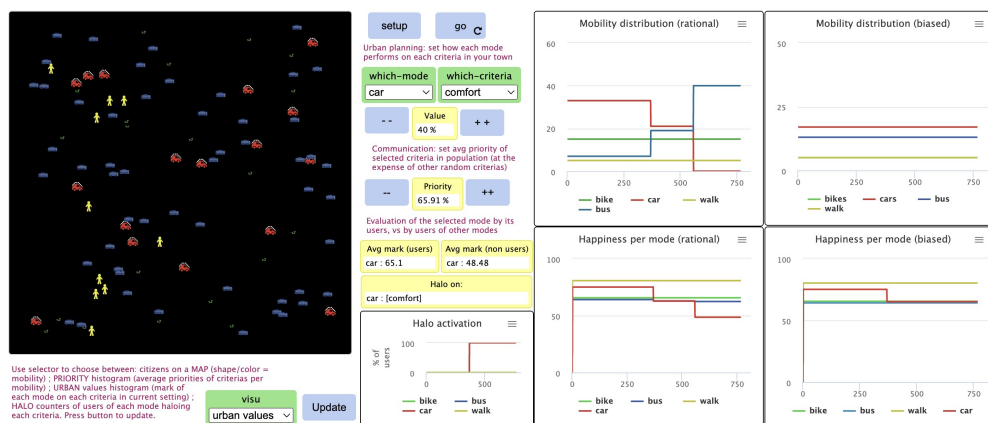 setup
go
Urban planning: set how each mode
performs on each criteria in your town
which-mode
car
which-criteria
comfort
- -
Value
40 %
+ +
Communication: set avg priority of
selected criteria in population (at the
expense of other random criterias)
--
Priority
65.91 %
++
Evaluation of the selected mode by its
users, vs by users of other modes
Avg mark (users)
car : 65.1
Avg mark (non users)
car : 48.48
Halo on:
car : [comfort]
Halo activation
% of
users
100
0
0
500
bike
bus
car
walk
Use selector to choose between: citizens on a MAP (shape/color =
mobility) ; PRIORITY histogram (average priorities of criterias per
mobility) ; URBAN values histogram (mark of
each mode on each criteria in current setting) ;
HALO counters of users of each mode haloing
each criteria. Press button to update.
visu
urban values
Update
Mobility distribution (rational)
60
40
20
0
0
250
500
750
bike
car
walk
bus
Mobility distribution (biased)
50
25
0
0
250
500
750
bikes
cars
bus
walk
Happiness per mode (rational)
100
50
0
0
250
500
750
bike
bus
walk
car
Happiness per mode (biased)
100
50
0
0
250
500
750
bike
bus
walk
car